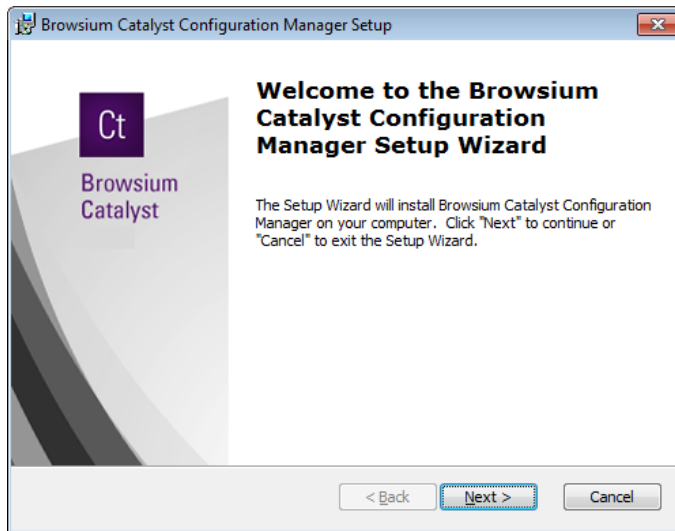 Browsium Catalyst Configuration Manager Setup
Ct
Browsium
Catalyst
Welcome to the Browsium
Catalyst Configuration
Manager Setup Wizard
The Setup Wizard will install Browsium Catalyst Configuration
Manager on your computer.  Click "Next" to continue or
"Cancel" to exit the Setup Wizard.
< Back
Next >
Cancel